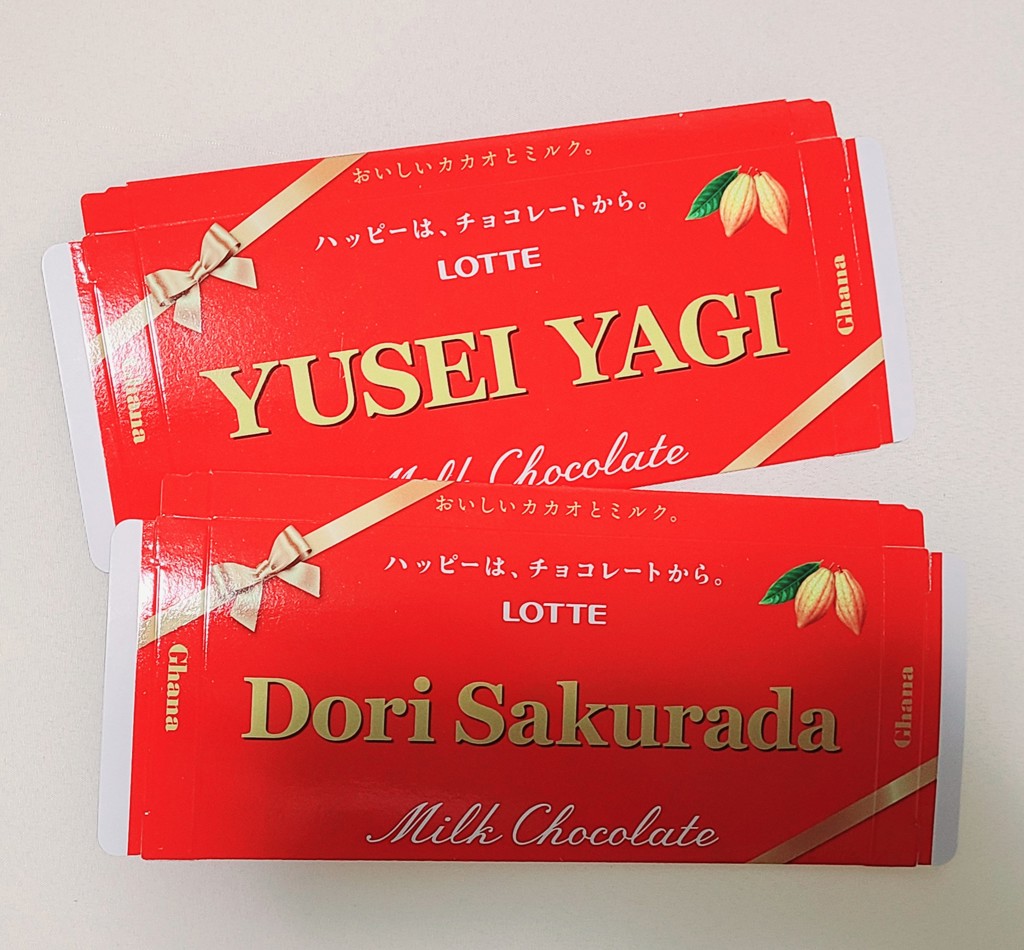 おいしいカカオとミルク。
ハッピーは、チョコレートから。
LOTTE
YUSEI YAGI
Milk Chocolate
Ghana
Ghana
おいしいカカオとミルク。
ハッピーは、チョコレートから。
LOTTE
Dori Sakurada
Milk Chocolate
Ghana
Ghana